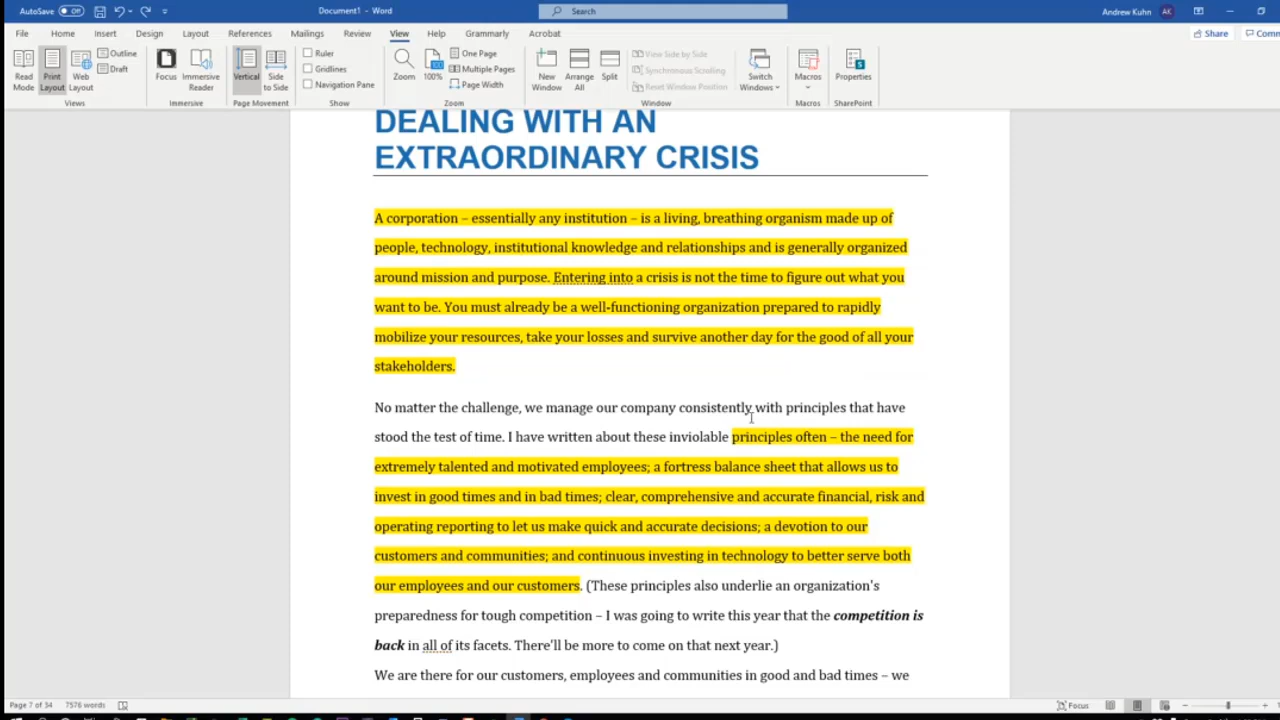 AutoSave Off Document1 - Word Search Andrew Kuhn AK
File Home Insert Design Layout References Mailings Review View Help Grammarly Acrobat Share
Read Mode Print Layout Web Layout Outline Draft Views
Focus Immersive Reader Immersive
Vertical Side to Side Page Movement
Ruler Gridlines Navigation Pane Show
Zoom 100% One Page Multiple Pages Page Width Zoom
New Window Arrange All Split View Side by Side Synchronous Scrolling Reset Window Position Switch Windows Window
Macros Macros
Properties SharePoint
DEALING WITH AN
EXTRAORDINARY CRISIS
A corporation – essentially any institution – is a living, breathing organism made up of
people, technology, institutional knowledge and relationships and is generally organized
around mission and purpose. Entering into a crisis is not the time to figure out what you
want to be. You must already be a well-functioning organization prepared to rapidly
mobilize your resources, take your losses and survive another day for the good of all your
stakeholders.
No matter the challenge, we manage our company consistently with principles that have
stood the test of time. I have written about these inviolable principles often – the need for
extremely talented and motivated employees; a fortress balance sheet that allows us to
invest in good times and in bad times; clear, comprehensive and accurate financial, risk and
operating reporting to let us make quick and accurate decisions; a devotion to our
customers and communities; and continuous investing in technology to better serve both
our employees and our customers. (These principles also underlie an organization's
preparedness for tough competition – I was going to write this year that the competition is
back in all of its facets. There'll be more to come on that next year.)
We are there for our customers, employees and communities in good and bad times – we
Page 7 of 34 7576 words Focus